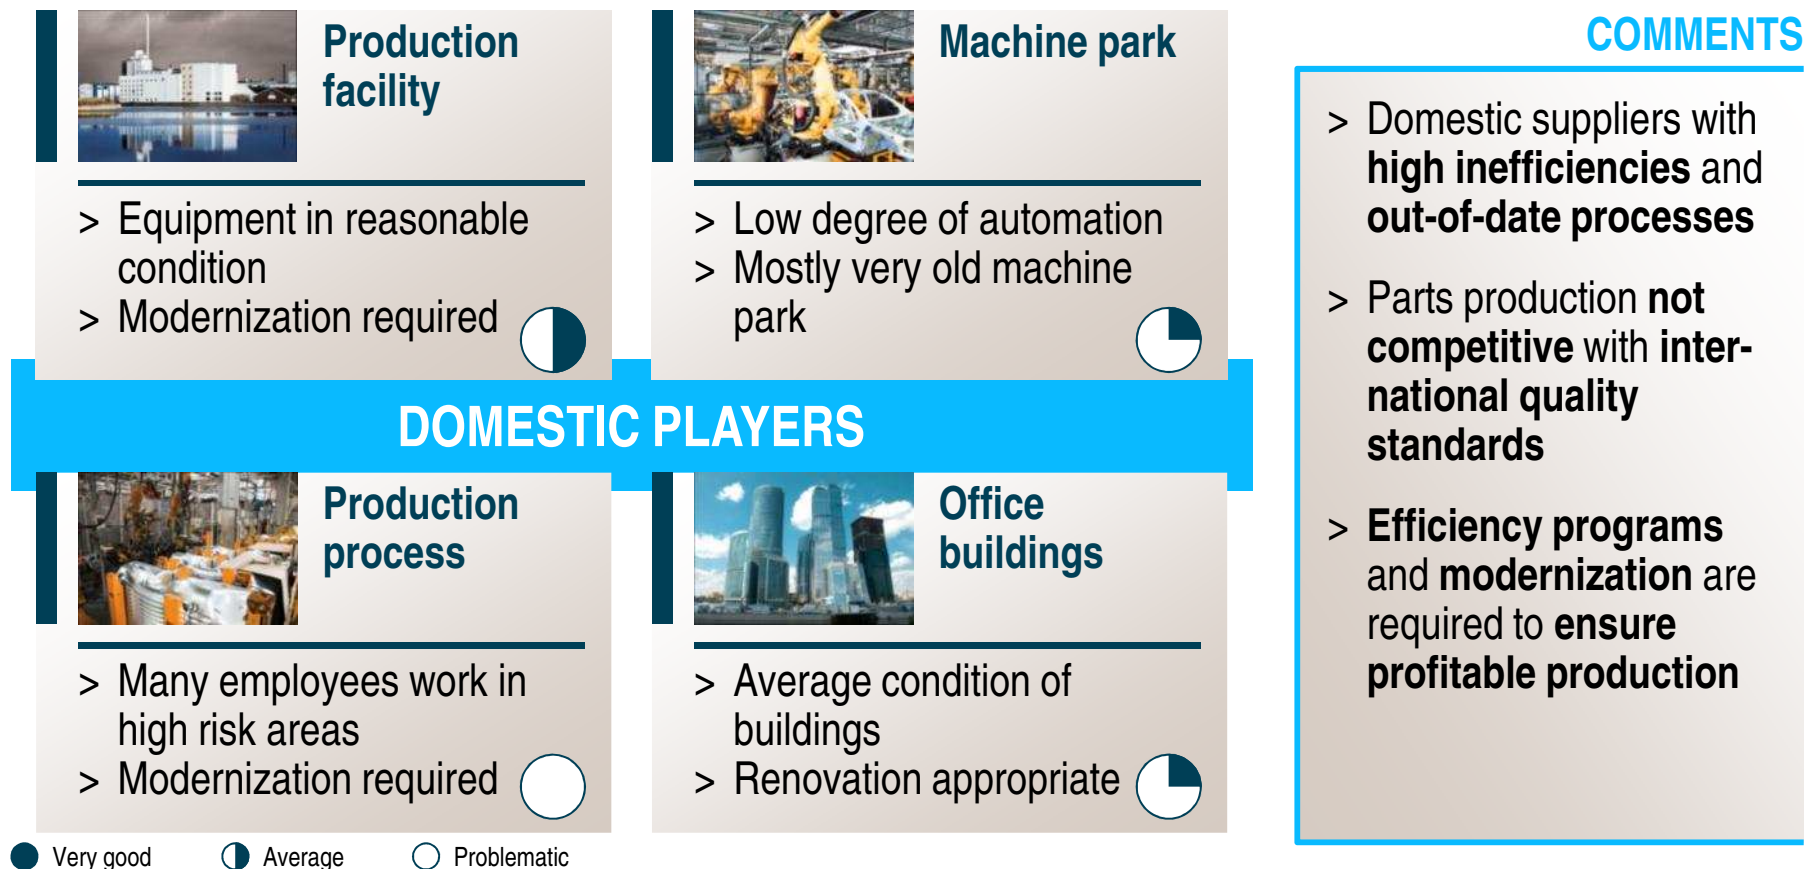 Production
facility
> Equipment in reasonable
condition
> Modernization required
Machine park
> Low degree of automation
> Mostly very old machine
park
DOMESTIC PLAYERS
Production
process
> Many employees work in
high risk areas
> Modernization required
Office
buildings
> Average condition of
buildings
> Renovation appropriate
Very good
Average
Problematic
COMMENTS
> Domestic suppliers with
high inefficiencies and
out-of-date processes
> Parts production not
competitive with inter-
national quality
standards
> Efficiency programs
and modernization are
required to ensure
profitable production